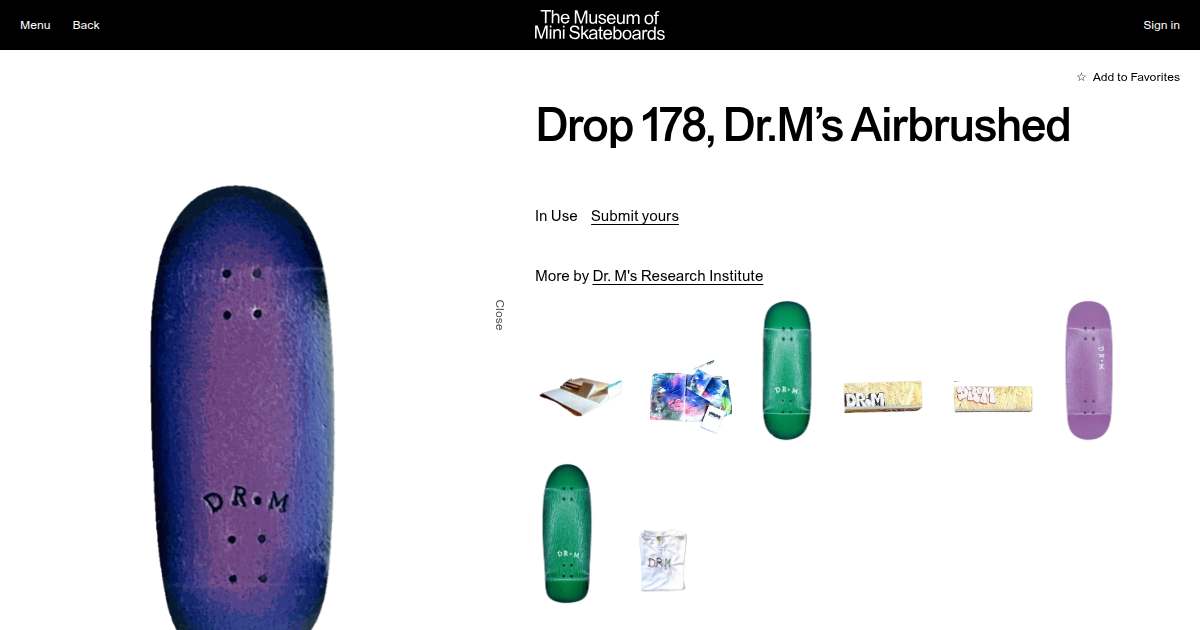 Menu
Back
The Museum of
Mini Skateboards
Sign in
☆ Add to Favorites
Drop 178, Dr.M’s Airbrushed
In Use Submit yours
More by Dr. M's Research Institute
Close
DR•M
DR•M
DR•M
DR•M
DR•M
DRM